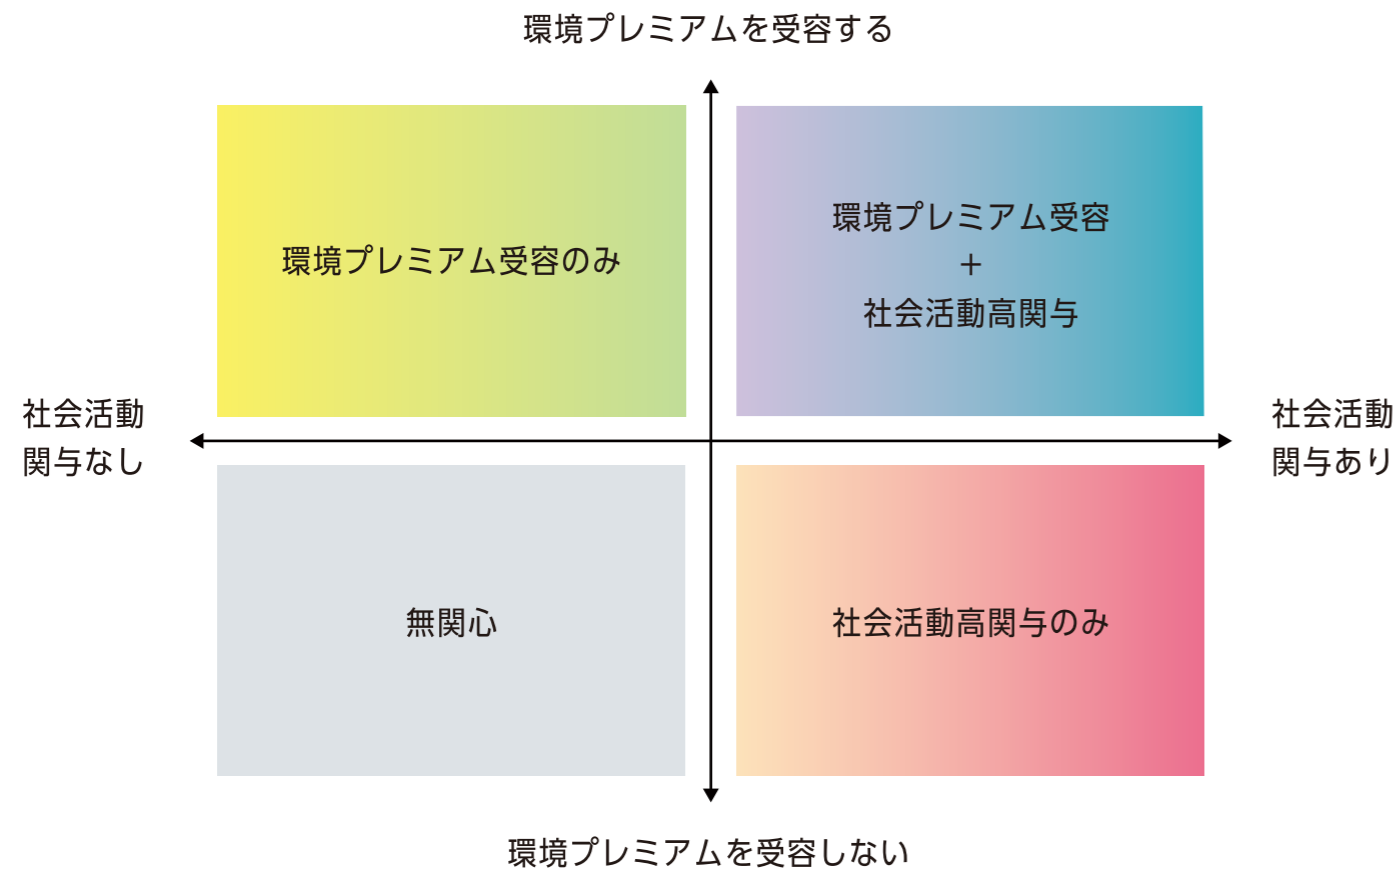 環境プレミアムを受容する
環境プレミアム受容のみ
環境プレミアム受容
+
社会活動高関与
社会活動
関与なし
社会活動
関与あり
無関心
社会活動高関与のみ
環境プレミアムを受容しない